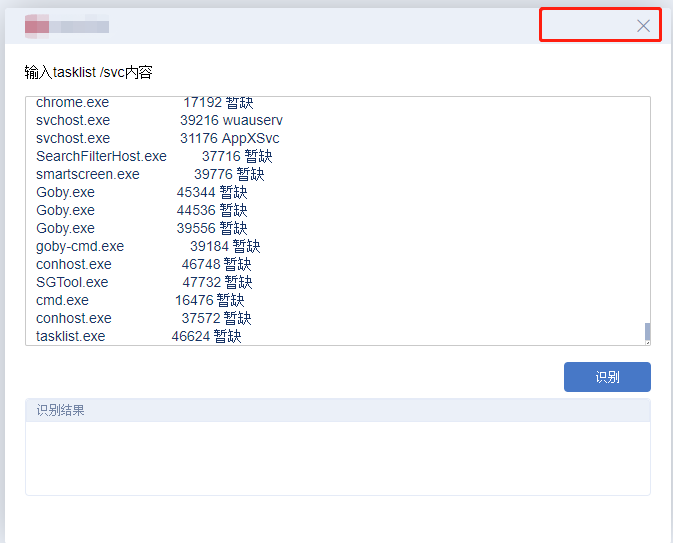 输入tasklist /svc内容
chrome.exe 17192 暂缺
svchost.exe 39216 wuauserv
svchost.exe 31176 AppXSvc
SearchFilterHost.exe 37716 暂缺
smartscreen.exe 39776 暂缺
Goby.exe 45344 暂缺
Goby.exe 44536 暂缺
Goby.exe 39556 暂缺
goby-cmd.exe 39184 暂缺
conhost.exe 46748 暂缺
SGTool.exe 47732 暂缺
cmd.exe 16476 暂缺
conhost.exe 37572 暂缺
tasklist.exe 46624 暂缺
识别
识别结果